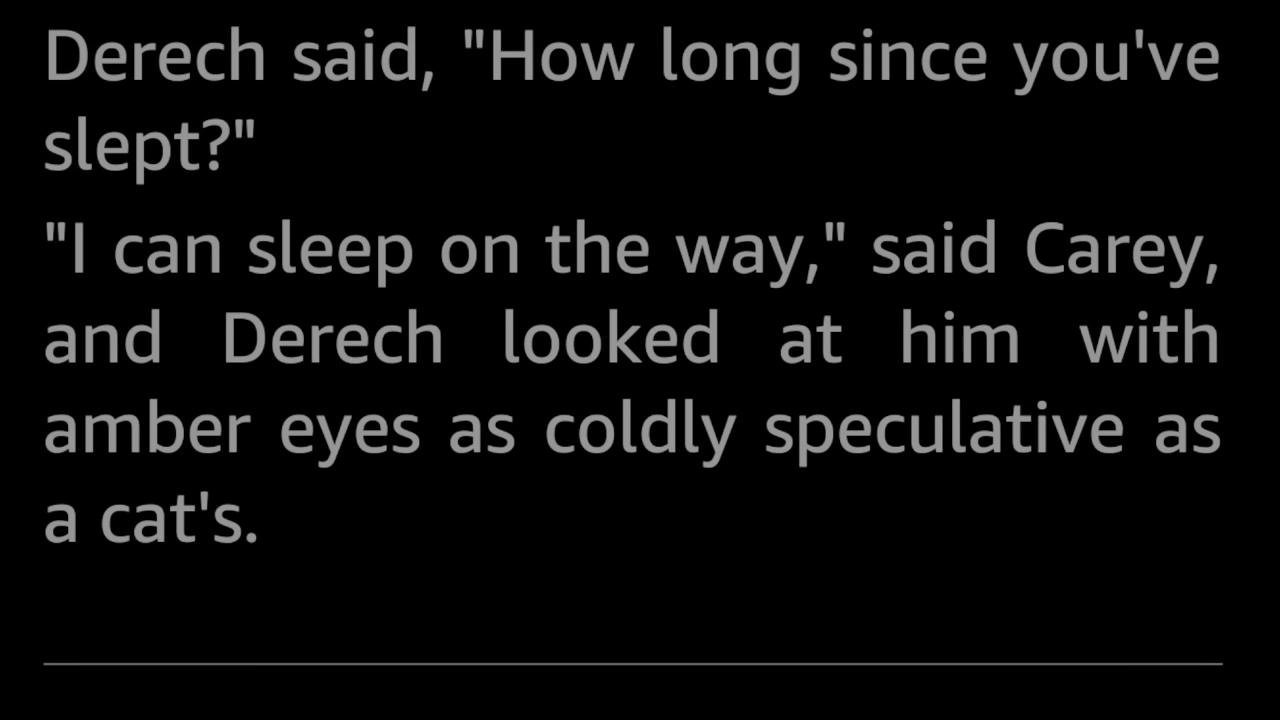 Derech said, "How long since you've
slept?"
"I can sleep on the way," said Carey,
and Derech looked at him with
amber eyes as coldly speculative as
a cat's.